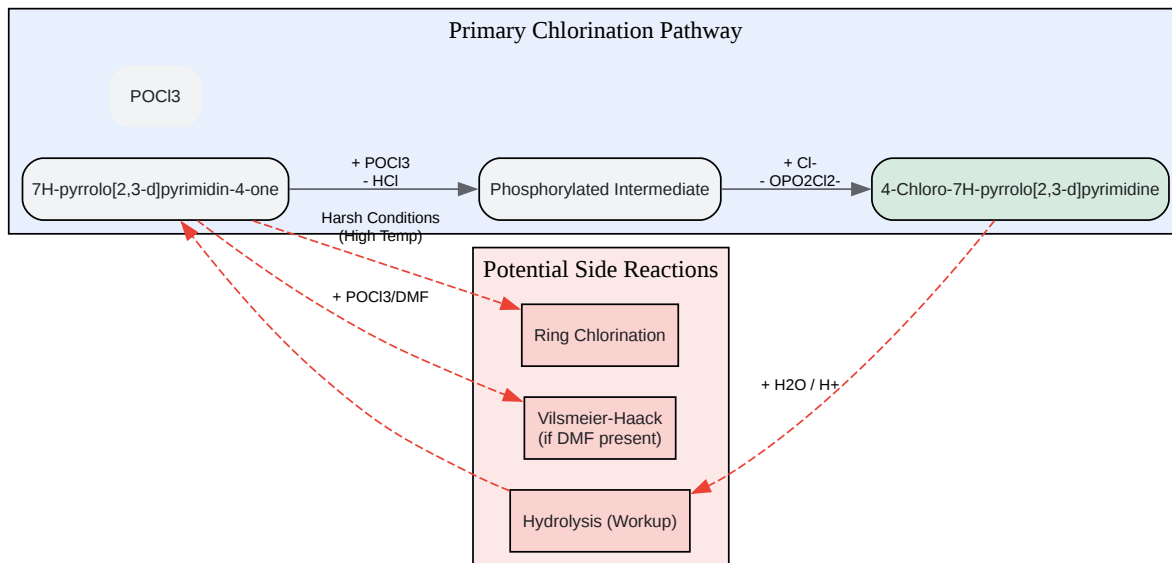 Primary Chlorination Pathway
POCl3
7H-pyrrolo[2,3-d]pyrimidin-4-one
+ POCl3
- HCl
Phosphorylated Intermediate
+ Cl-
- OPO2Cl2-
4-Chloro-7H-pyrrolo[2,3-d]pyrimidine
Harsh Conditions
(High Temp)
Potential Side Reactions
+ POCl3/DMF
Ring Chlorination
+ H2O / H+
Vilsmeier-Haack
(if DMF present)
Hydrolysis (Workup)